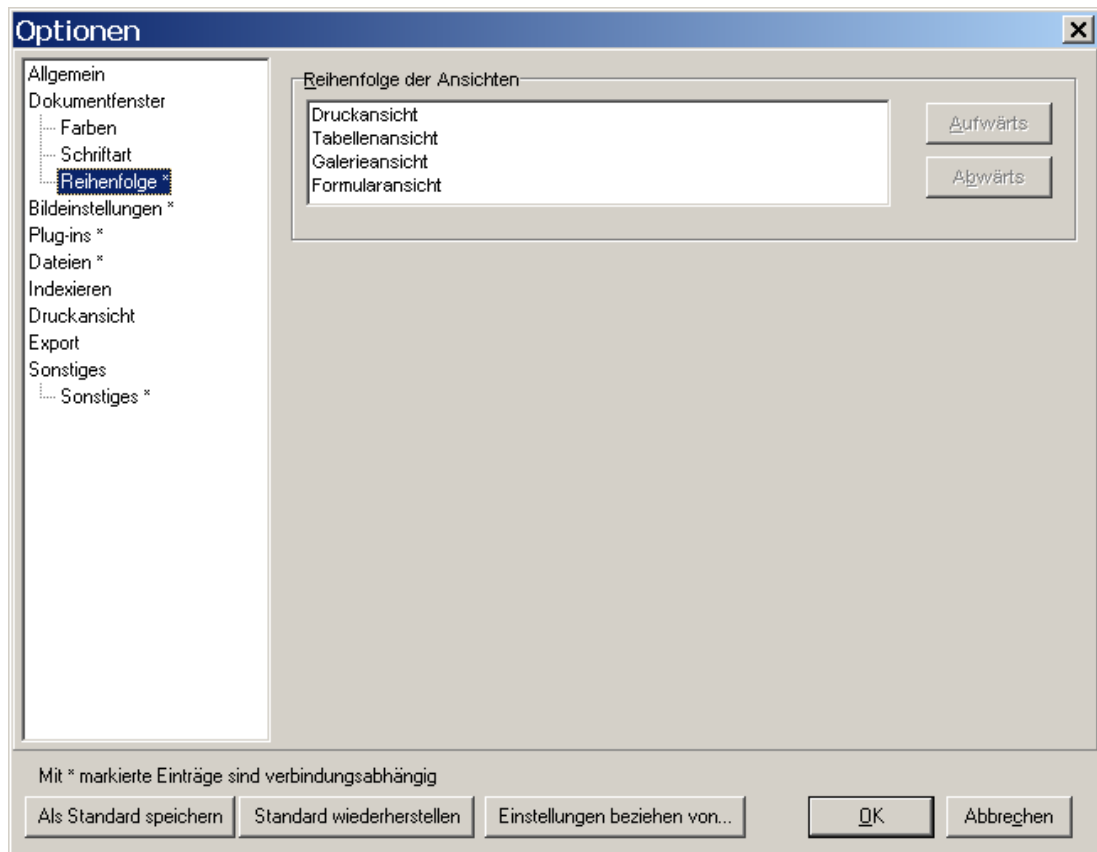 Optionen
Allgemein
Dokumentfenster
Farben
Schriftart
Reihenfolge *
Bildeinstellungen *
Plug-ins *
Dateien *
Indexieren
Druckansicht
Export
Sonstiges
Sonstiges *
Reihenfolge der Ansichten
Druckansicht
Tabellenansicht
Galerieansicht
Formularansicht
Aufwärts
Abwärts
Mit * markierte Einträge sind verbindungsabhängig
Als Standard speichern
Standard wiederherstellen
Einstellungen beziehen von...
OK
Abbrechen